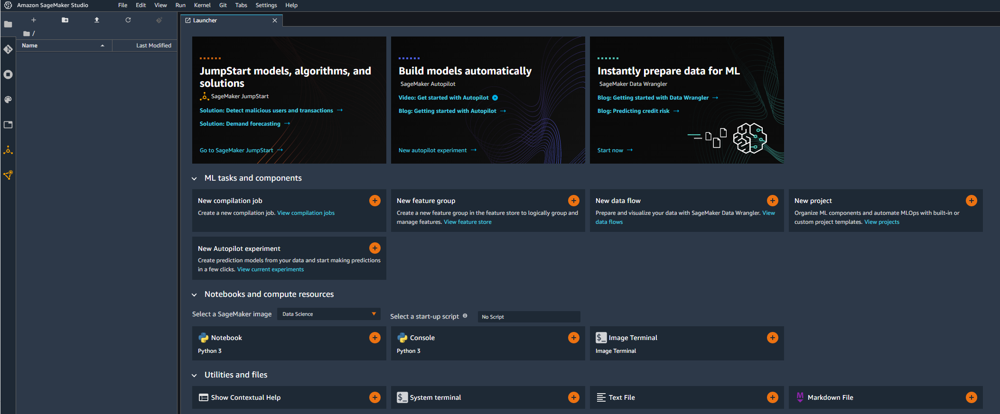 Amazon SageMaker Studio File Edit View Run Kernel Git Tabs Settings Help
Launcher
/
Name Last Modified
JumpStart models, algorithms, and
solutions
SageMaker JumpStart
Solution: Detect malicious users and transactions →
Solution: Demand forecasting →
Go to SageMaker JumpStart →
Build models automatically
SageMaker Autopilot
Video: Get started with Autopilot
Blog: Getting started with Autopilot →
New autopilot experiment →
Instantly prepare data for ML
SageMaker Data Wrangler
Blog: Getting started with Data Wrangler →
Blog: Predicting credit risk →
Start now →
ML tasks and components
New compilation job
Create a new compilation job. View compilation jobs
New feature group
Create a new feature group in the feature store to logically group and
manage features. View feature store
New data flow
Prepare and visualize your data with SageMaker Data Wrangler. View
data flows
New project
Organize ML components and automate MLOps with built-in or
custom project templates. View projects
New Autopilot experiment
Create prediction models from your data and start making predictions
in a few clicks. View current experiments
Notebooks and compute resources
Select a SageMaker image Data Science
Select a start-up script No Script
Notebook
Python 3
Console
Python 3
$_ Image Terminal
Image Terminal
Utilities and files
Show Contextual Help
$_ System terminal
Text File
M Markdown File